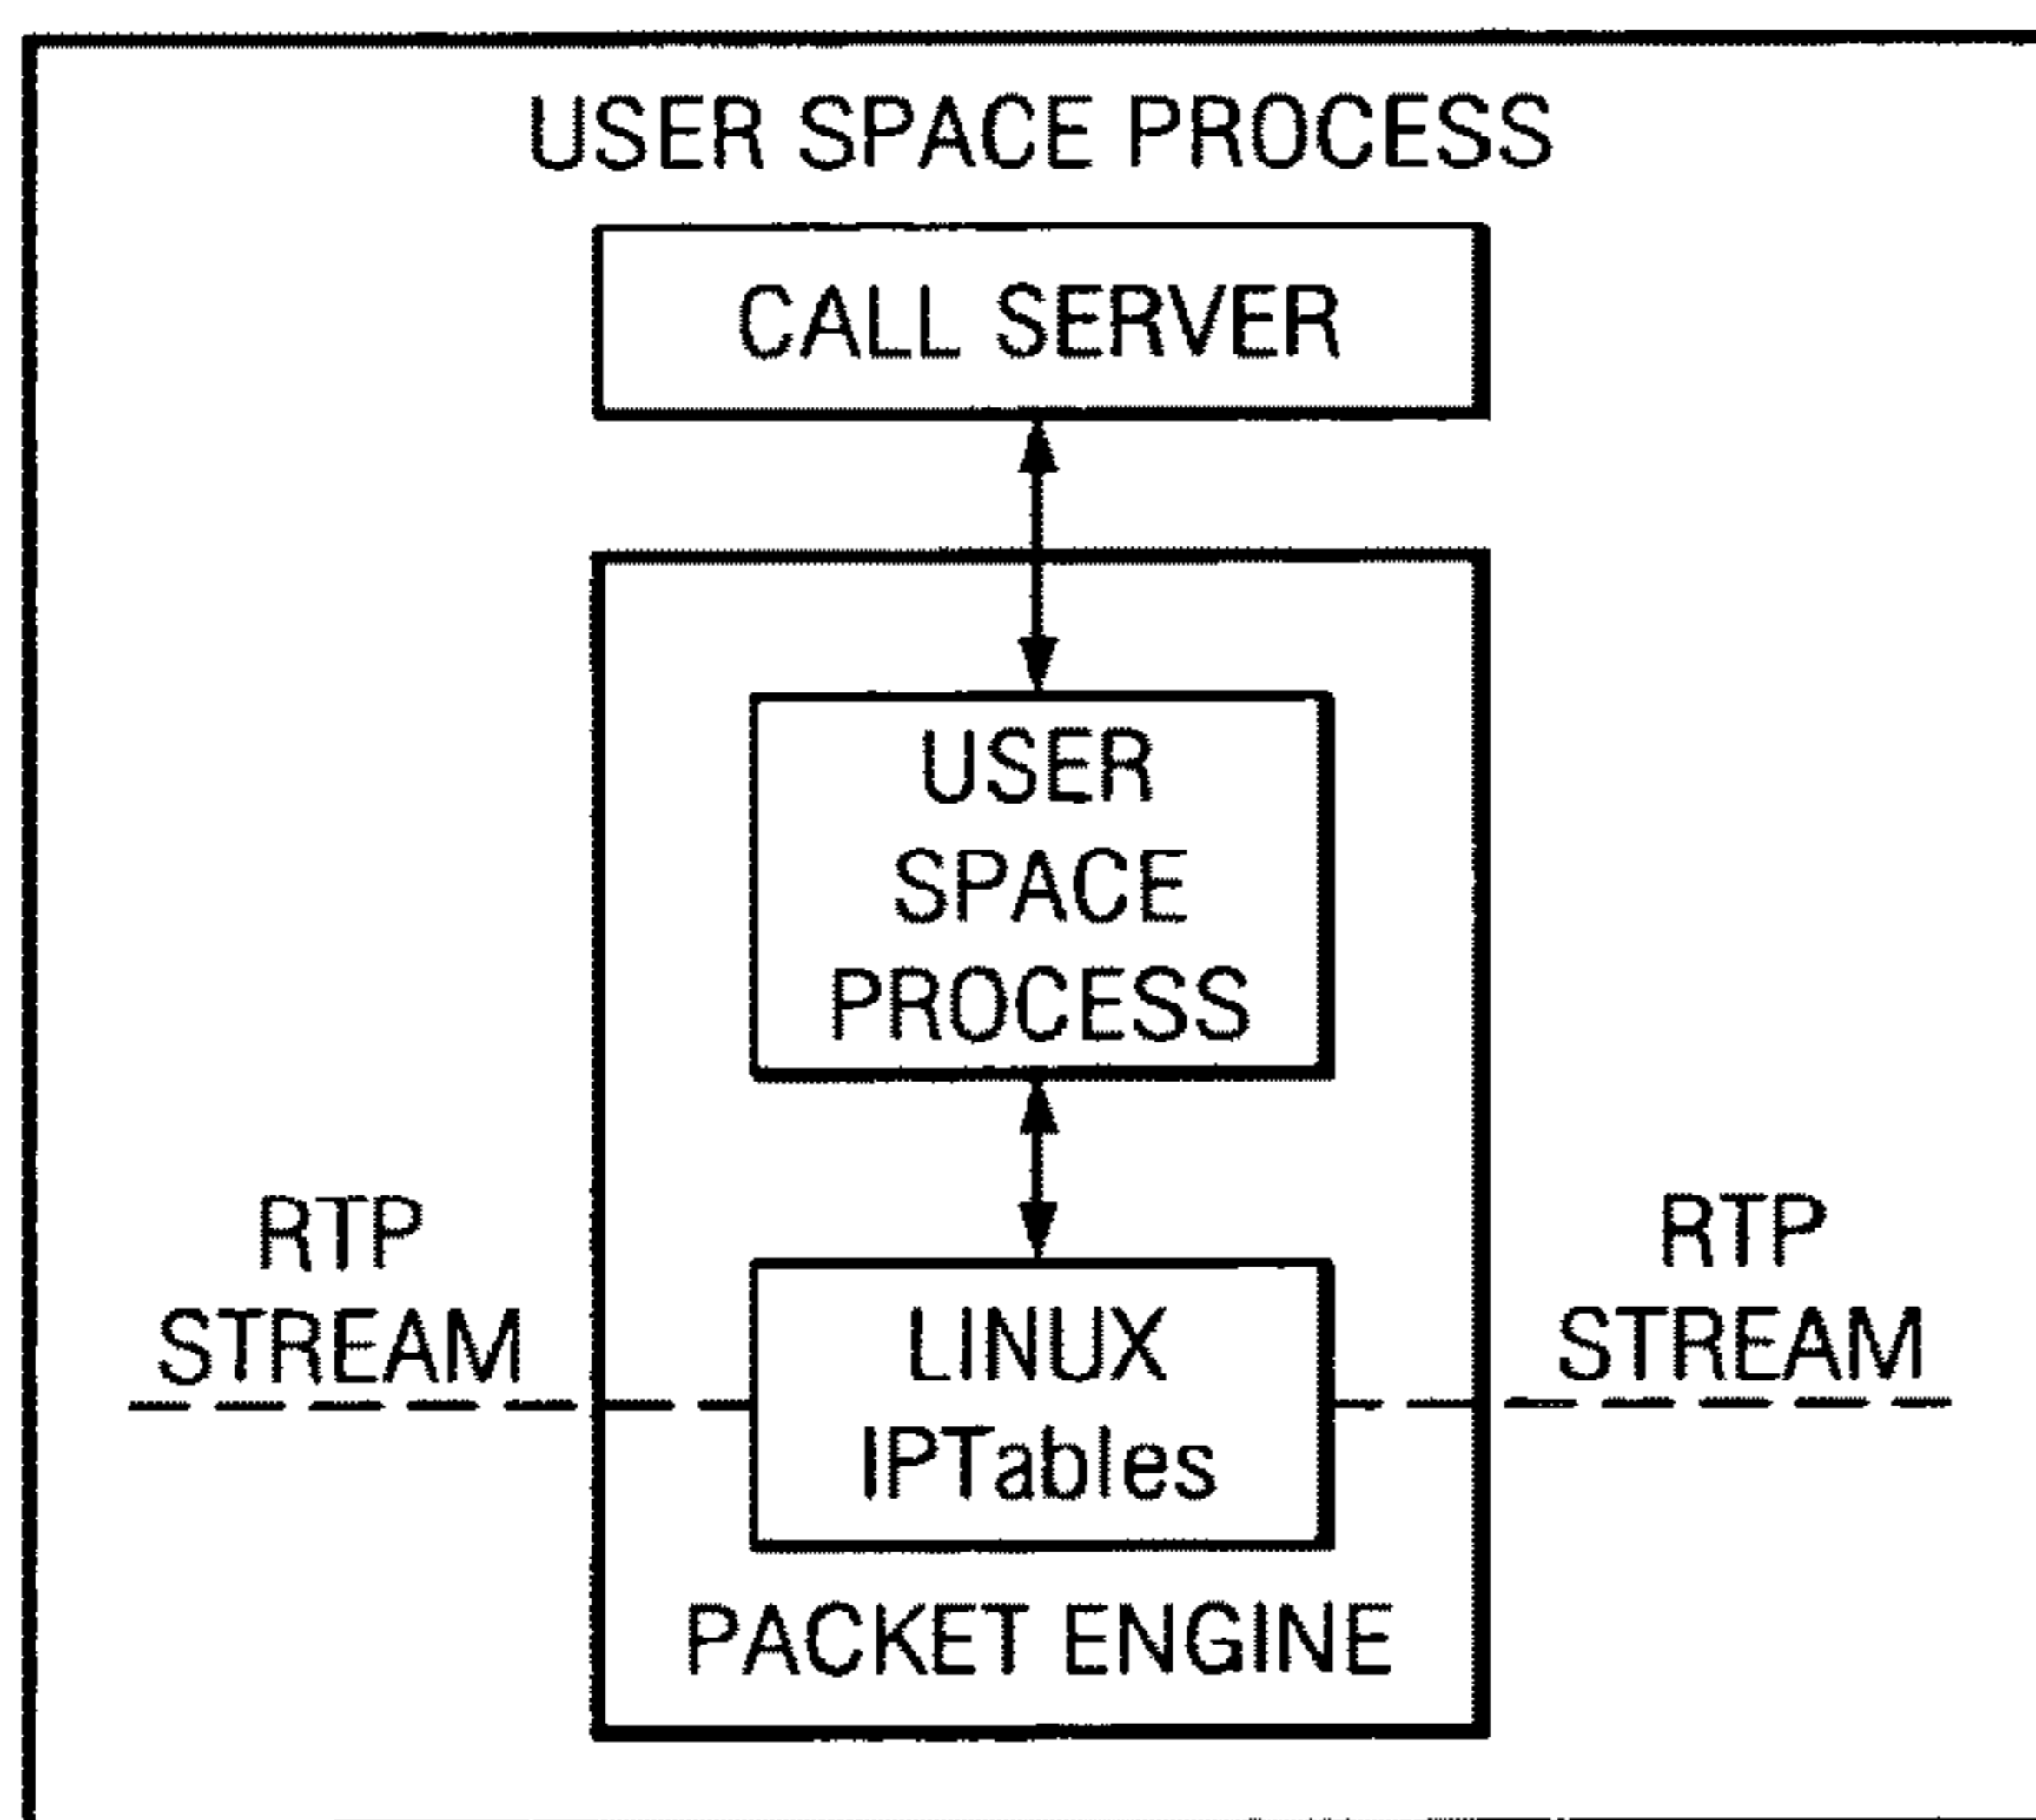 USER SPACE PROCESS
CALL SERVER
USER
SPACE
PROCESS
RTP
STREAM
LINUX
IPTables
RTP
STREAM
PACKET ENGINE